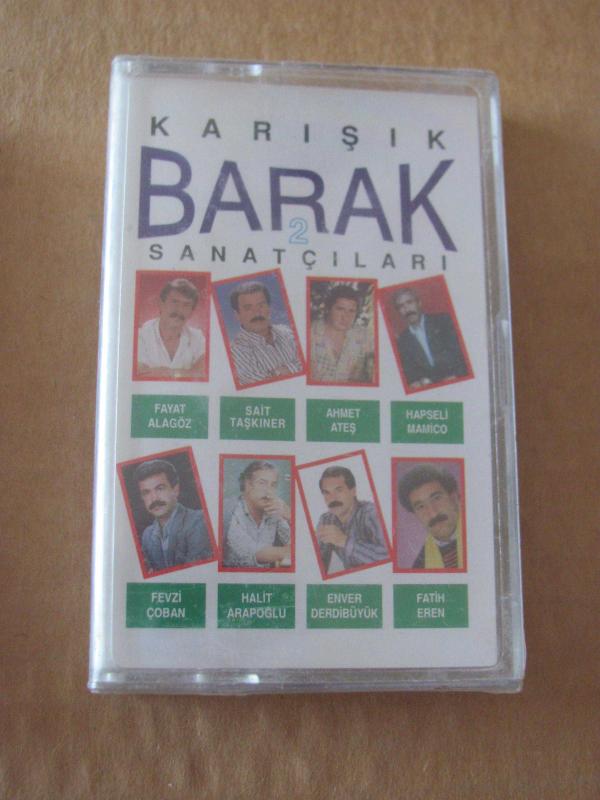 KARIŞIK
BARAK
2
SANATÇILARI
FAYAT
ALAGÖZ
SAİT
TAŞKINER
AHMET
ATEŞ
HAPSELİ
MAMİCO
FEVZİ
ÇOBAN
HALİT
ARAPOĞLU
ENVER
DERDİBÜYÜK
FATİH
EREN